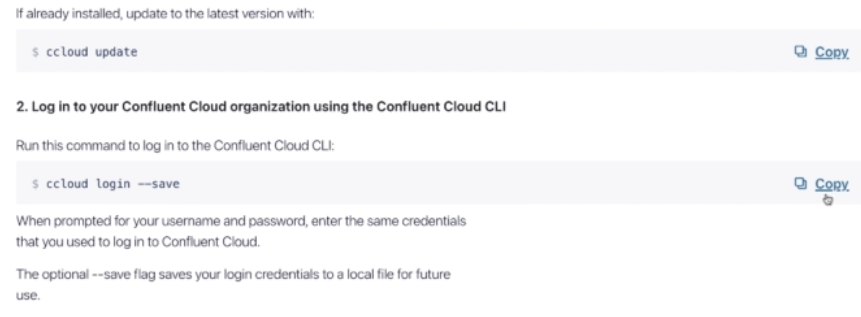 If already installed, update to the latest version with:
$ ccloud update
Copy
2. Log in to your Confluent Cloud organization using the Confluent Cloud CLI
Run this command to log in to the Confluent Cloud CLI:
$ ccloud login --save
Copy
When prompted for your username and password, enter the same credentials
that you used to log in to Confluent Cloud.
The optional --save flag saves your login credentials to a local file for future
use.